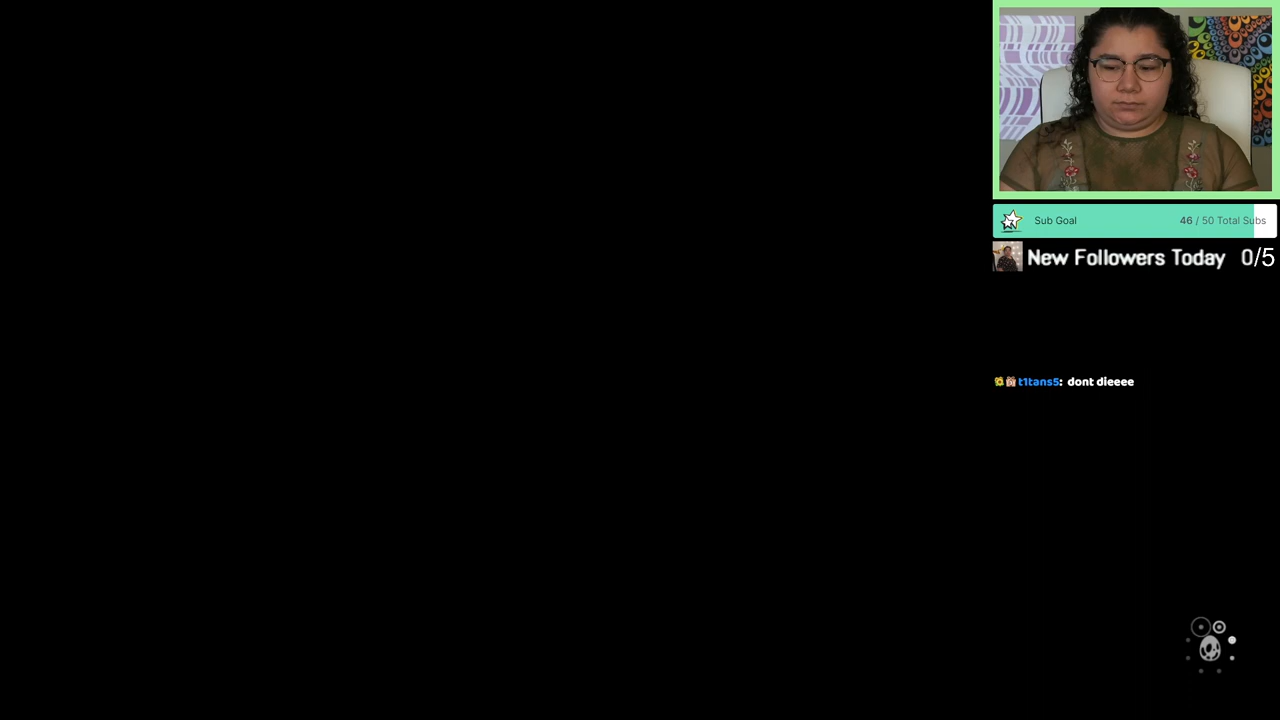 Sub Goal 46 / 50 Total Subs
New Followers Today 0/5
t1tans5: dont dieeee